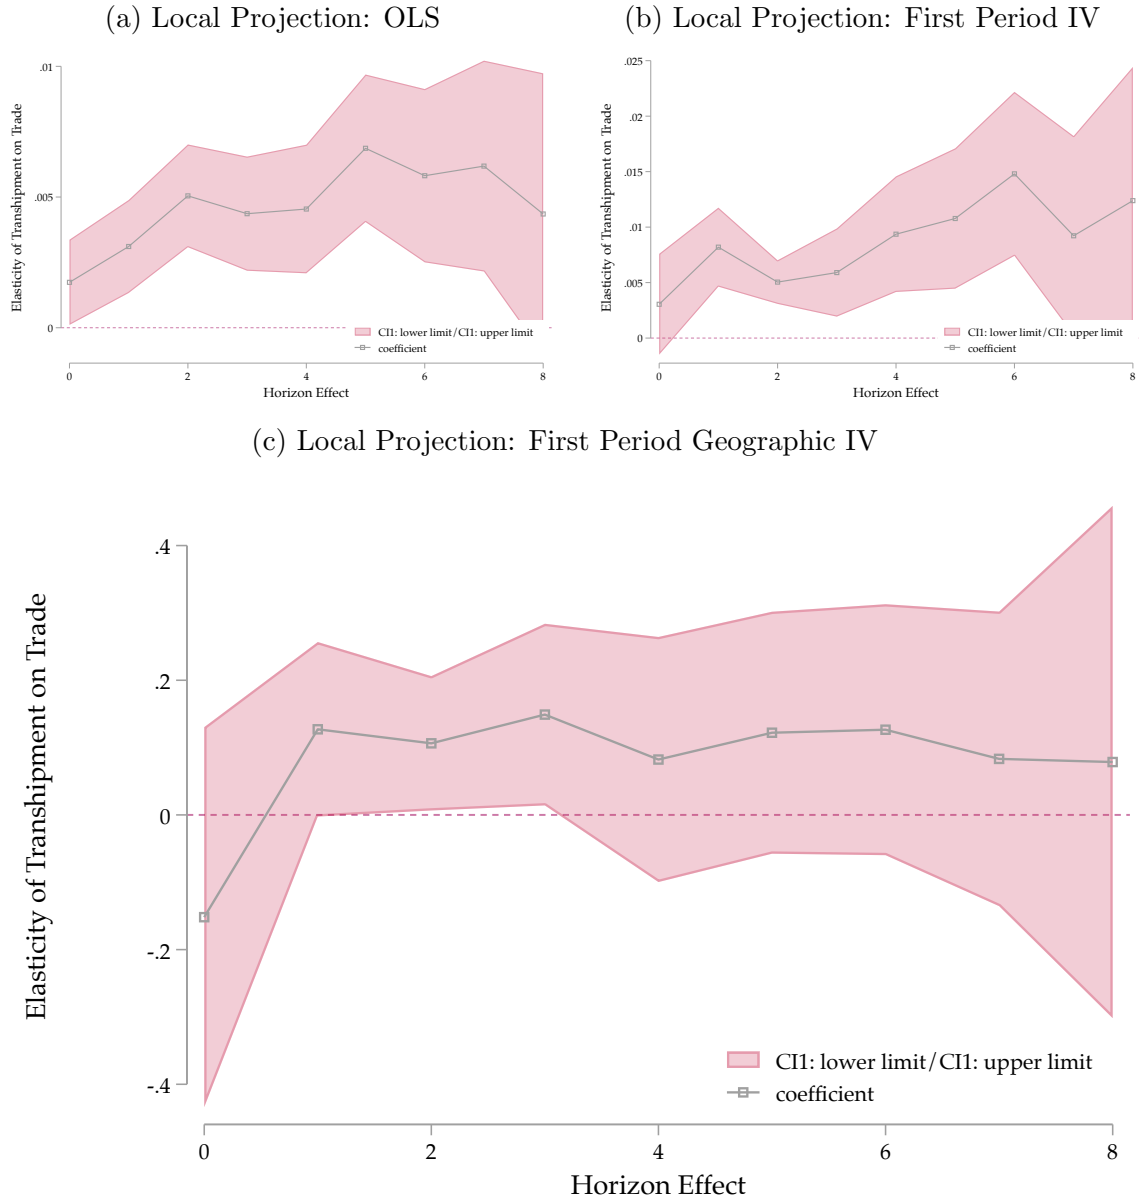 (a) Local Projection: OLS
Elasticity of Transhipment on Trade
.01
.005
0
CI1: lower limit/CI1: upper limit
coefficient
0 2 4 6 8
Horizon Effect
(b) Local Projection: First Period IV
Elasticity of Transhipment on Trade
.025
.02
.015
.01
.005
0
CI1: lower limit/CI1: upper limit
coefficient
0 2 4 6 8
Horizon Effect
(c) Local Projection: First Period Geographic IV
Elasticity of Transhipment on Trade
.4
.2
0
-.2
-.4
CI1: lower limit/CI1: upper limit
coefficient
0 2 4 6 8
Horizon Effect